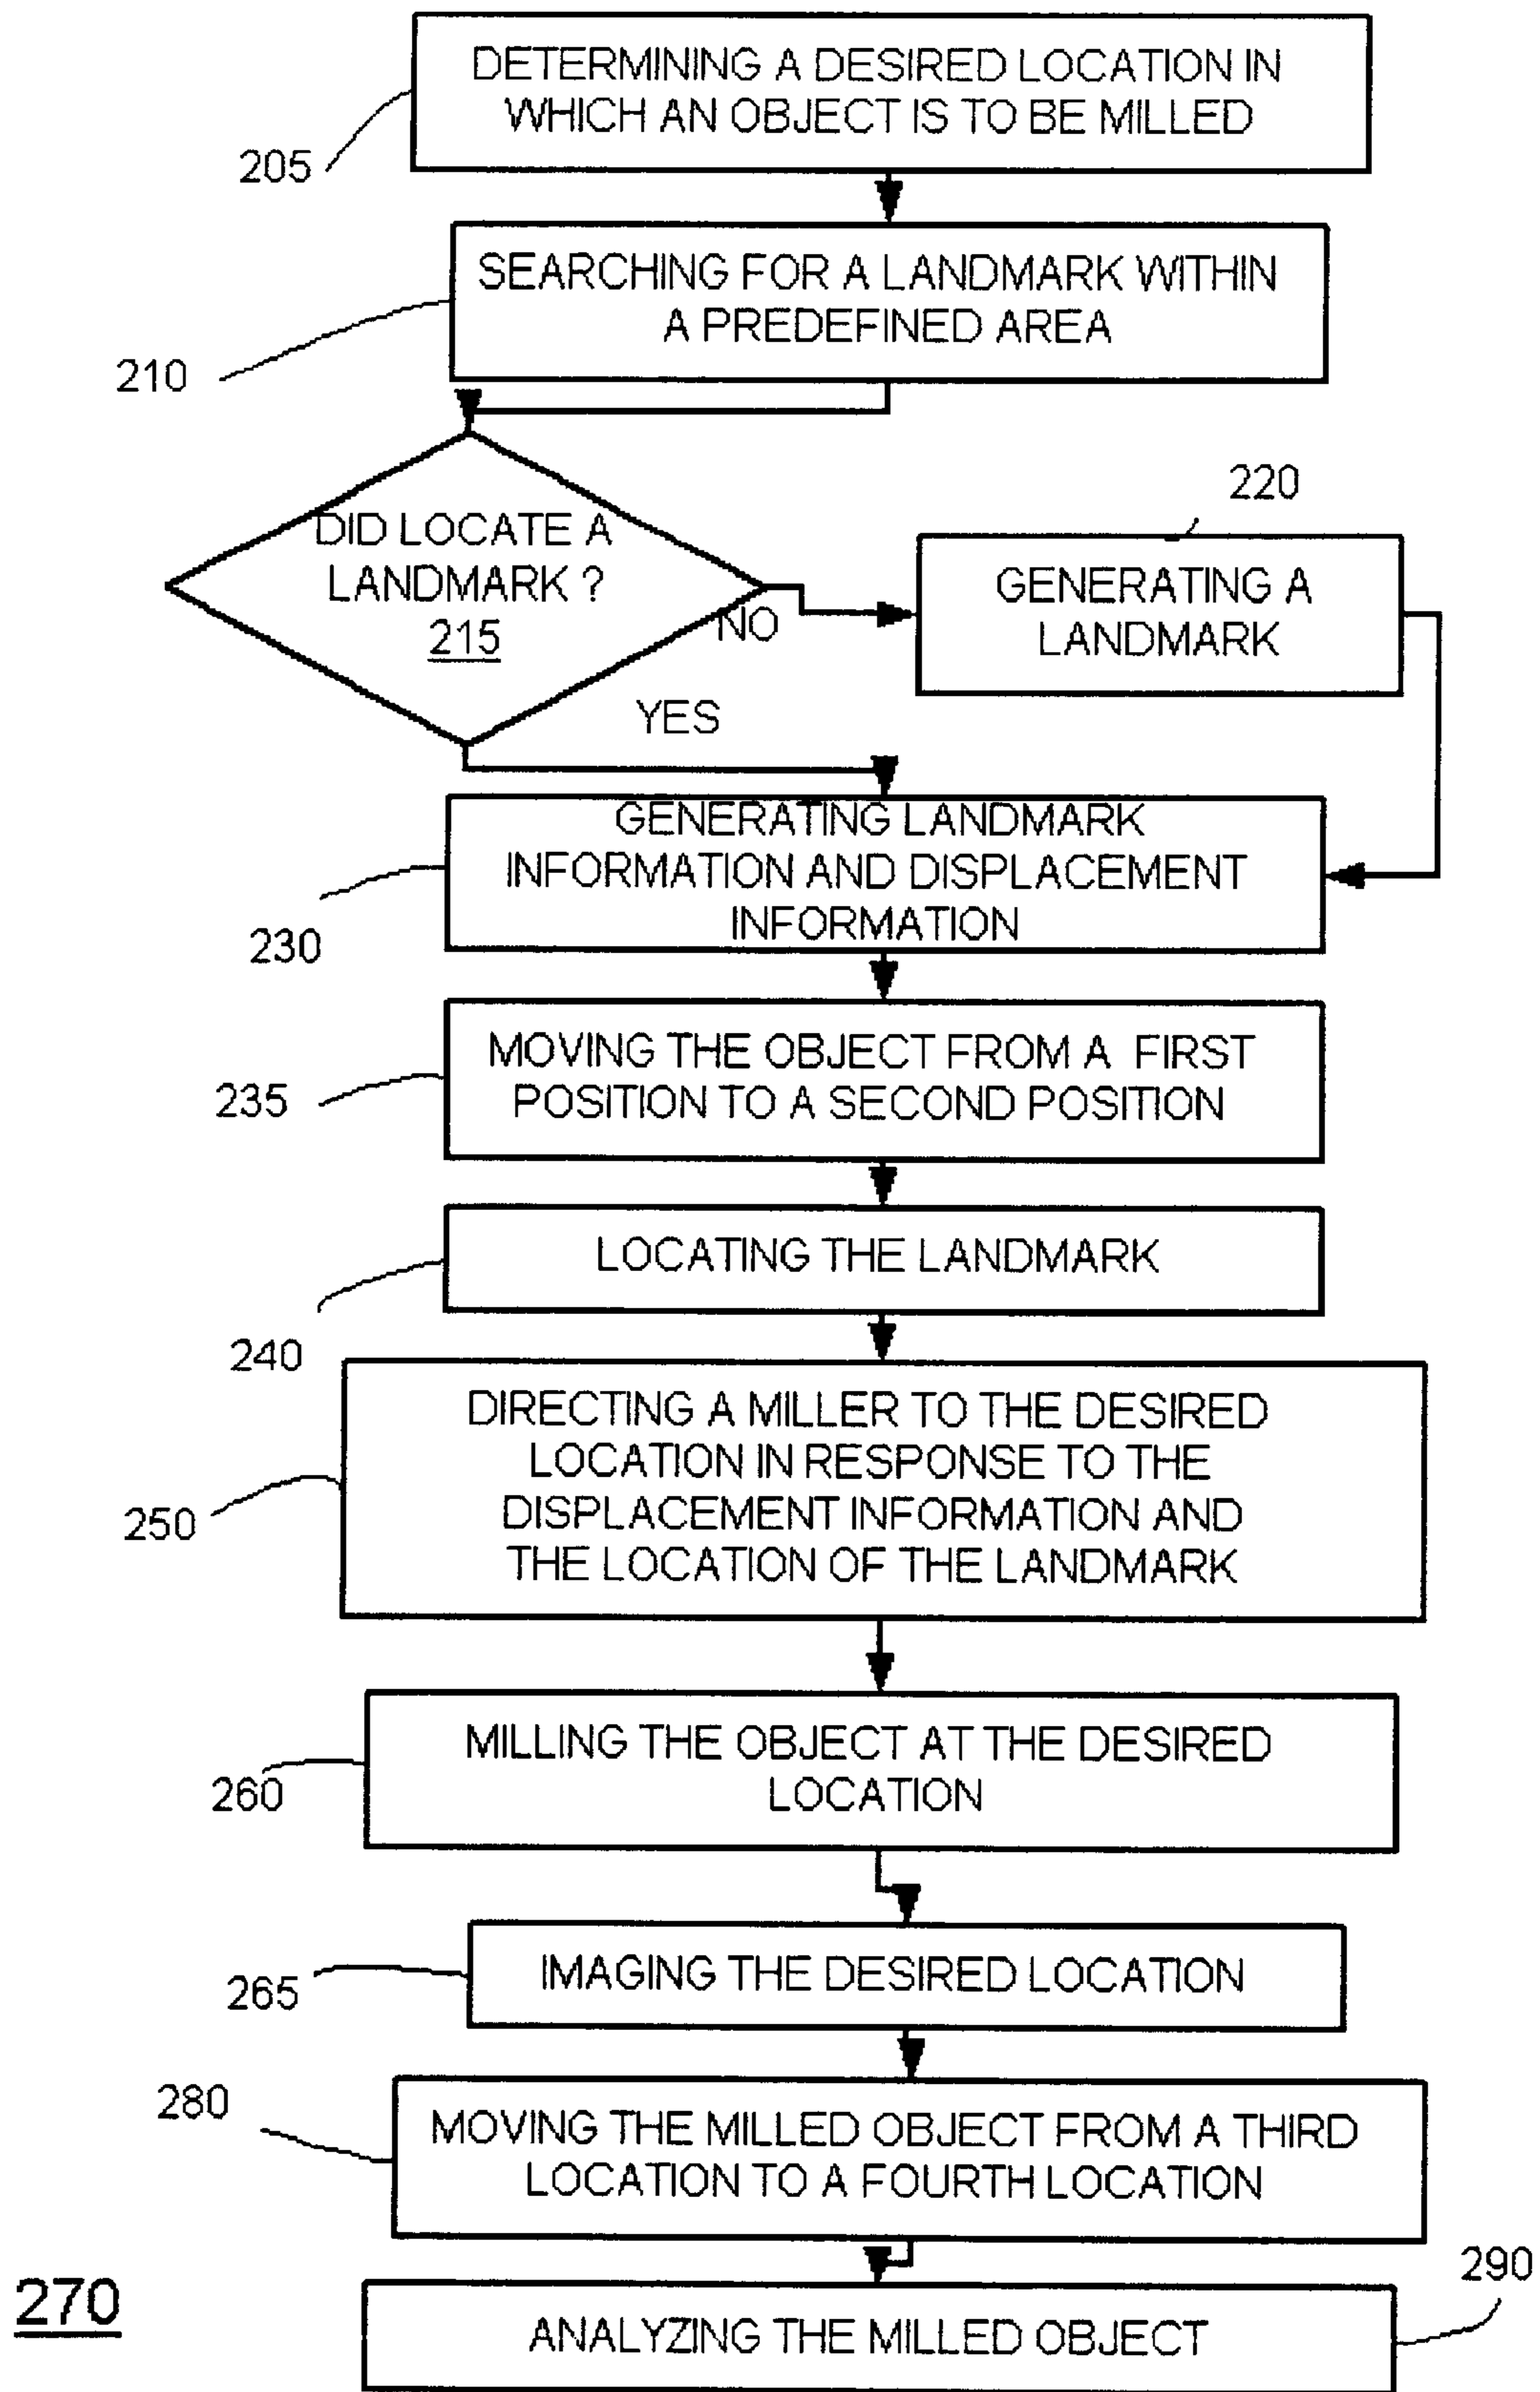 DETERMINING A DESIRED LOCATION IN
WHICH AN OBJECT IS TO BE MILLED
205
SEARCHING FOR A LANDMARK WITHIN
A PREDEFINED AREA
210
DID LOCATE A
LANDMARK ?
215
NO
YES
220
GENERATING A
LANDMARK
GENERATING LANDMARK
INFORMATION AND DISPLACEMENT
INFORMATION
230
MOVING THE OBJECT FROM A FIRST
POSITION TO A SECOND POSITION
235
LOCATING THE LANDMARK
240
DIRECTING A MILLER TO THE DESIRED
LOCATION IN RESPONSE TO THE
DISPLACEMENT INFORMATION AND
THE LOCATION OF THE LANDMARK
250
MILLING THE OBJECT AT THE DESIRED
LOCATION
260
IMAGING THE DESIRED LOCATION
265
280
MOVING THE MILLED OBJECT FROM A THIRD
LOCATION TO A FOURTH LOCATION
290
270
ANALYZING THE MILLED OBJECT